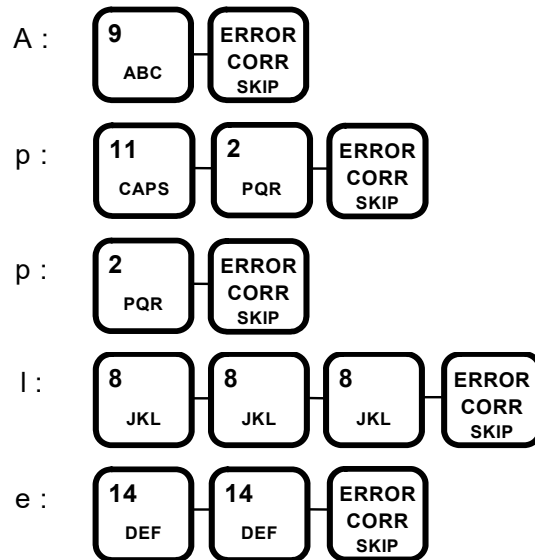 A : 9 ABC ERROR CORR SKIP
p : 11 CAPS 2 PQR ERROR CORR SKIP
p : 2 PQR ERROR CORR SKIP
l : 8 JKL 8 JKL 8 JKL ERROR CORR SKIP
e : 14 DEF 14 DEF ERROR CORR SKIP